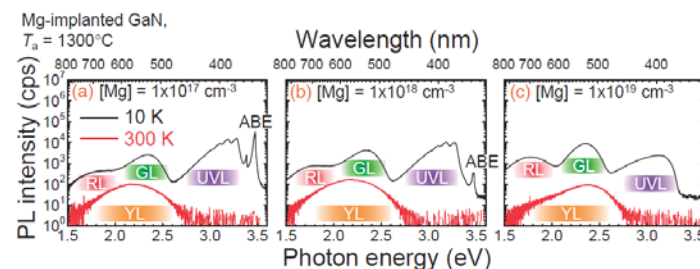 Mg-implanted GaN,
Tₐ = 1300°C
Wavelength (nm)
800 700 600 500 400
800 700 600 500 400
800 700 600 500 400
PL intensity (cps)
10⁷
10⁶
10⁵
10⁴
10³
10²
10¹
10⁰
(a) [Mg] = 1x10¹⁷ cm⁻³
10 K
300 K
ABE
RL
GL
UVL
YL
(b) [Mg] = 1x10¹⁸ cm⁻³
ABE
RL
GL
UVL
YL
(c) [Mg] = 1x10¹⁹ cm⁻³
RL
GL
UVL
YL
1.5 2.0 2.5 3.0 3.5
1.5 2.0 2.5 3.0 3.5
1.5 2.0 2.5 3.0 3.5
Photon energy (eV)